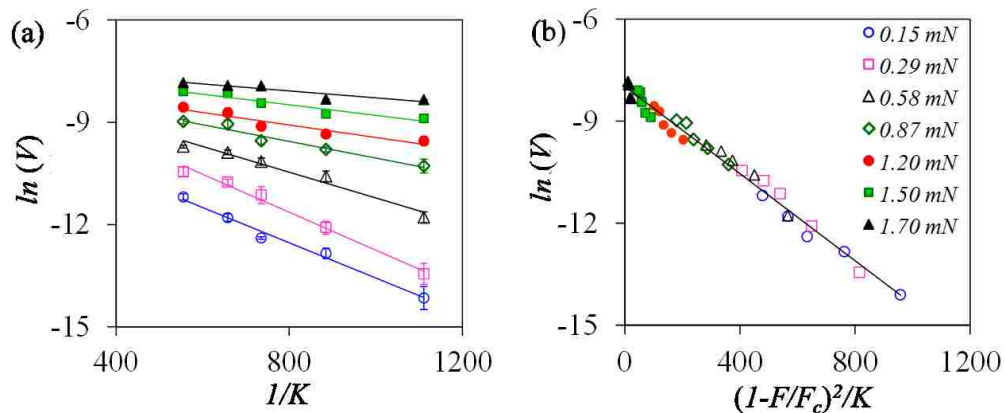 (a)
-6
-9
-12
-15
ln (V)
400
800
1200
1/K
(b)
-6
-9
-12
-15
ln (V)
0
400
800
1200
(1-F/Fc)²/K
0.15 mN
0.29 mN
0.58 mN
0.87 mN
1.20 mN
1.50 mN
1.70 mN